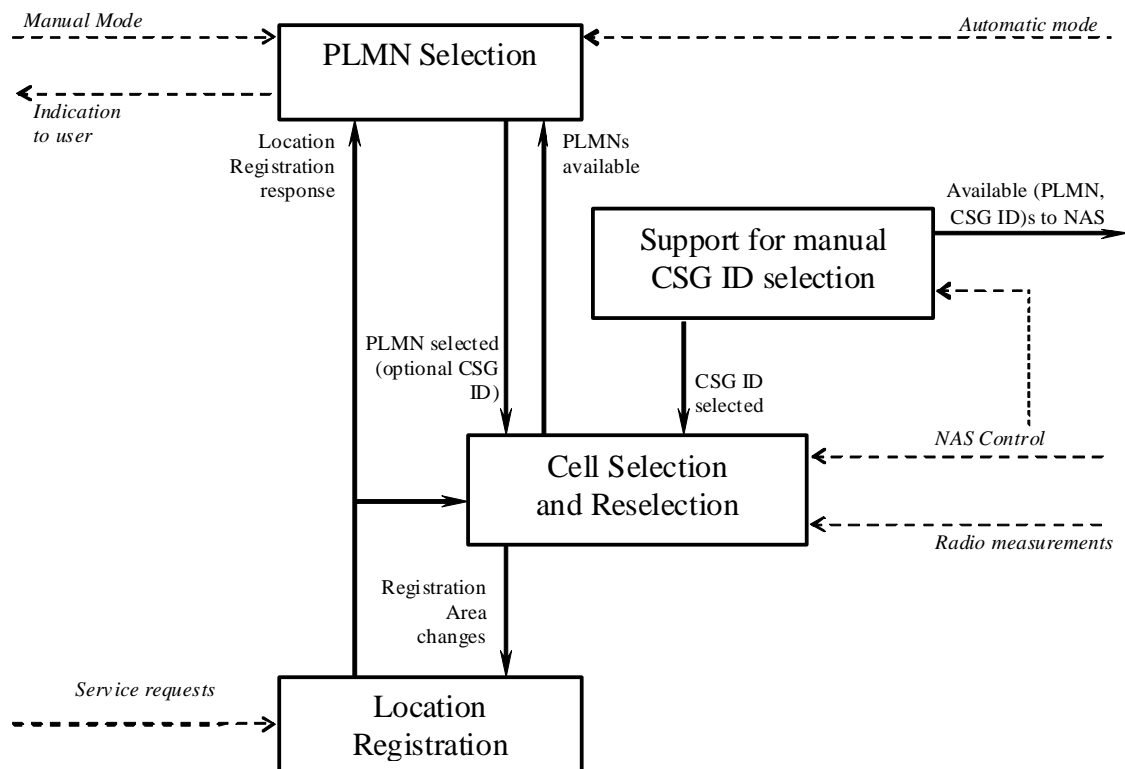 Manual Mode
Automatic mode
PLMN Selection
Indication
to user
Location
Registration
response
PLMNs
available
Available (PLMN,
CSG ID)s to NAS
Support for manual
CSG ID selection
PLMN selected
(optional CSG
ID)
CSG ID
selected
NAS Control
Cell Selection
and Reselection
Radio measurements
Registration
Area
changes
Service requests
Location
Registration